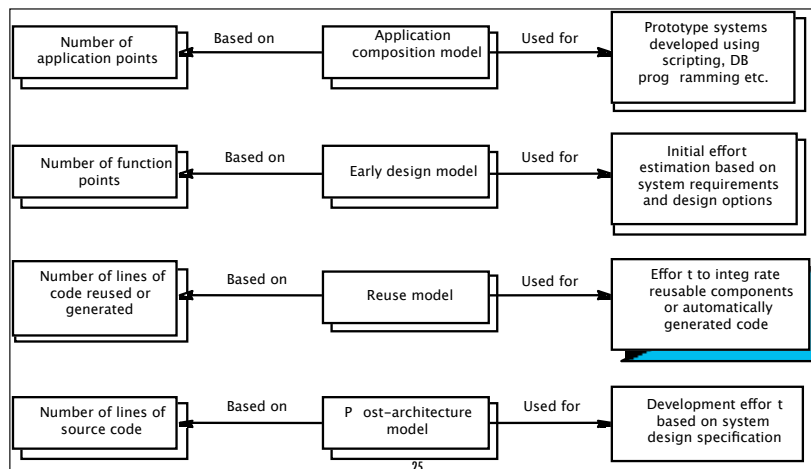 Number of
application points
Based on
Application
composition model
Used for
Prototype systems
developed using
scripting, DB
prog ramming etc.
Number of function
points
Based on
Early design model
Used for
Initial effort
estimation based on
system requirements
and design options
Number of lines of
code reused or
generated
Based on
Reuse model
Used for
Effor t to integ rate
reusable components
or automatically
generated code
Number of lines of
source code
Based on
P ost-architecture
model
Used for
Development effor t
based on system
design specification
25